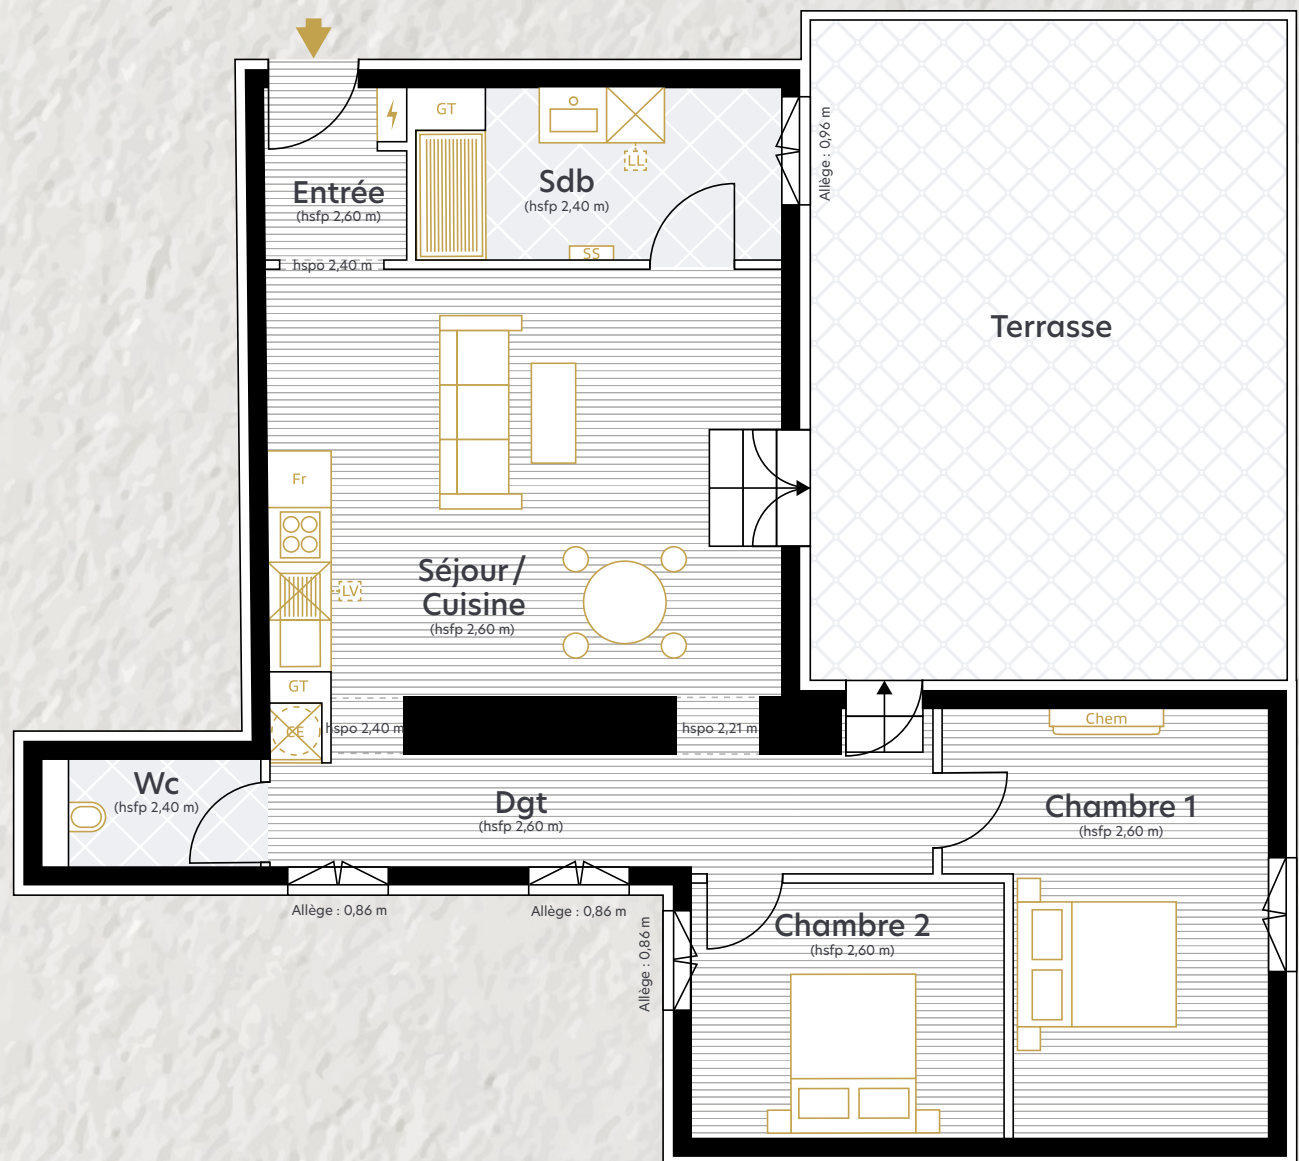 GT
Allège : 0,96 m
LL
Sdb
(hsfp 2,40 m)
Entrée
(hsfp 2,60 m)
SS
hspo 2,40 m
Terrasse
Fr
Séjour /
Cuisine
(hsfp 2,60 m)
LV
GT
CE
hspo 2,40 m
hspo 2,21 m
Chem
Wc
(hsfp 2,40 m)
Dgt
(hsfp 2,60 m)
Chambre 1
(hsfp 2,60 m)
Allège : 0,86 m
Allège : 0,86 m
Allège : 0,86 m
Chambre 2
(hsfp 2,60 m)